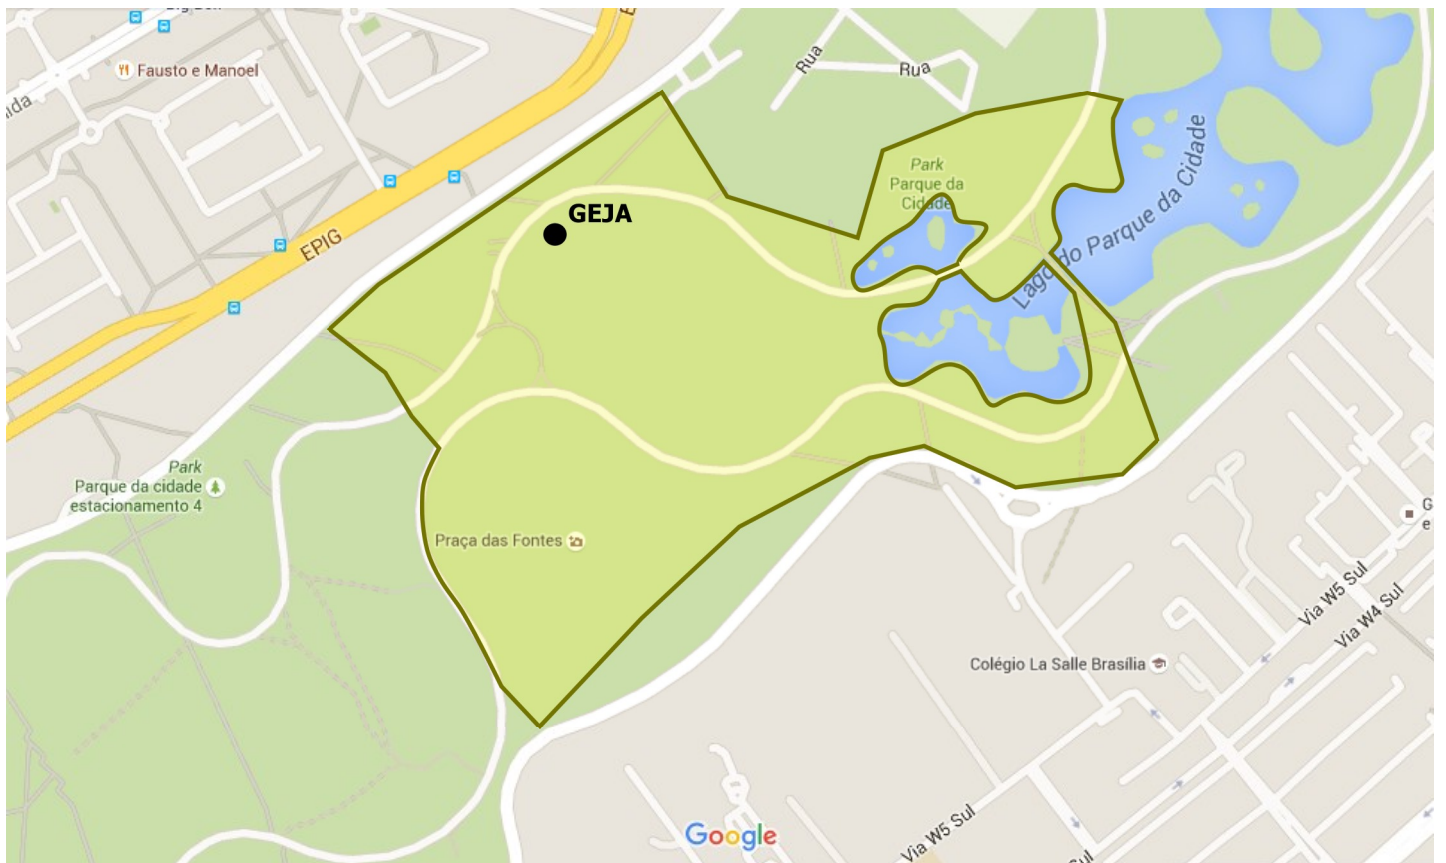 Fausto e Manoel
Rua
Rua
GEJA
Park
Parque da
Cidade
Lago do Parque da Cidade
EPIG
Park
Parque da cidade
estacionamento 4
Praça das Fontes
G
e
Via W5 Sul
Via W4 Sul
Colégio La Salle Brasília
Via W5 Sul
Google